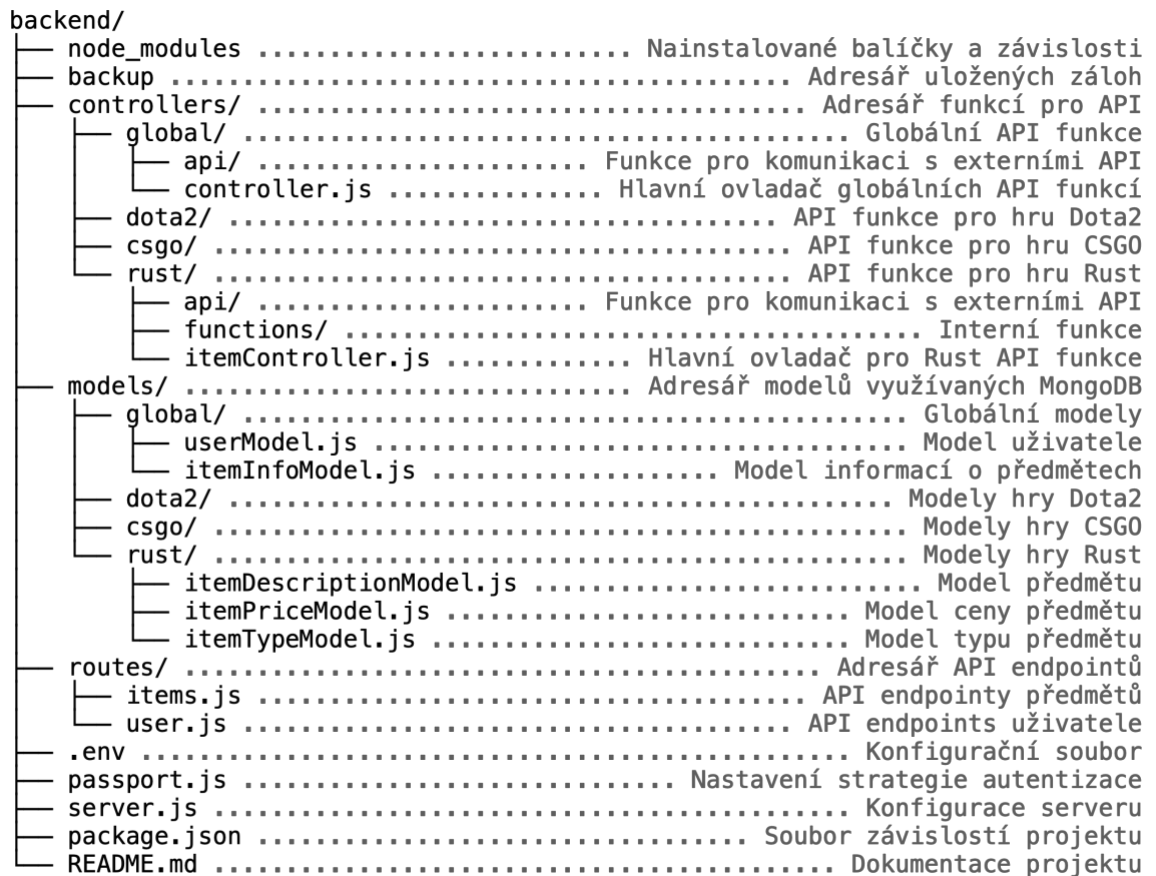 backend/
├── node_modules .......................... Nainstalované balíčky a závislosti
├── backup ........................................... Adresář uložených záloh
├── controllers/ ...................................... Adresář funkcí pro API
│   ├── global/ .......................................... Globální API funkce
│   │   ├── api/ ....................... Funkce pro komunikaci s externími API
│   │   └── controller.js ............... Hlavní ovladač globálních API funkcí
│   ├── dota2/ ...................................... API funkce pro hru Dota2
│   ├── csgo/ ........................................ API funkce pro hru CSGO
│   └── rust/ ........................................ API funkce pro hru Rust
│       ├── api/ ....................... Funkce pro komunikaci s externími API
│       ├── functions/ ........................................ Interní funkce
│       └── itemController.js ............. Hlavní ovladač pro Rust API funkce
├── models/ ............................... Adresář modelů využívaných MongoDB
│   ├── global/ .............................................. Globální modely
│   │   ├── userModel.js ...................................... Model uživatele
│   │   └── itemInfoModel.js .................... Model informací o předmětech
│   ├── dota2/ .............................................. Modely hry Dota2
│   ├── csgo/ ................................................ Modely hry CSGO
│   └── rust/ ................................................ Modely hry Rust
│       ├── itemDescriptionModel.js ............................ Model předmětu
│       ├── itemPriceModel.js ............................ Model ceny předmětu
│       └── itemTypeModel.js ............................. Model typu předmětu
├── routes/ ............................................ Adresář API endpointů
│   ├── items.js ....................................... API endpointy předmětů
│   └── user.js ....................................... API endpoints uživatele
├── .env ................................................. Konfigurační soubor
├── passport.js ............................... Nastavení strategie autentizace
├── server.js ........................................... Konfigurace serveru
├── package.json .................................. Soubor závislostí projektu
└── README.md ............................................ Dokumentace projektu